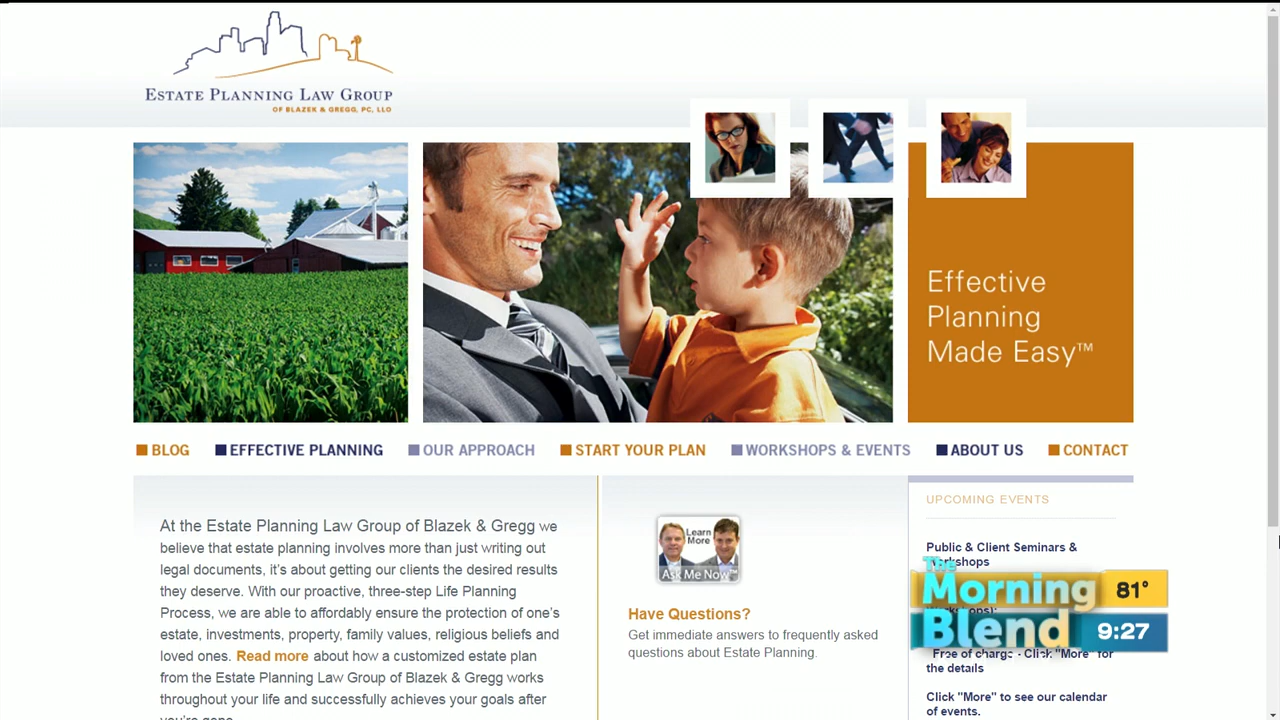 ESTATE PLANNING LAW GROUP
OF BLAZEK & GREGG, PC, LLO
Effective
Planning
Made Easy™
BLOG
EFFECTIVE PLANNING
OUR APPROACH
START YOUR PLAN
WORKSHOPS & EVENTS
ABOUT US
CONTACT
At the Estate Planning Law Group of Blazek & Gregg we
believe that estate planning involves more than just writing out
legal documents, it's about getting our clients the desired results
they deserve. With our proactive, three-step Life Planning
Process, we are able to affordably ensure the protection of one's
estate, investments, property, family values, religious beliefs and
loved ones. Read more about how a customized estate plan
from the Estate Planning Law Group of Blazek & Gregg works
throughout your life and successfully achieves your goals after
you're gone.
Learn
More
Ask Me Now™
Have Questions?
Get immediate answers to frequently asked
questions about Estate Planning.
UPCOMING EVENTS
Public & Client Seminars &
Workshops
Free of charge - Click "More" for
the details
Click "More" to see our calendar
of events.
The
Morning
Blend
81°
9:27